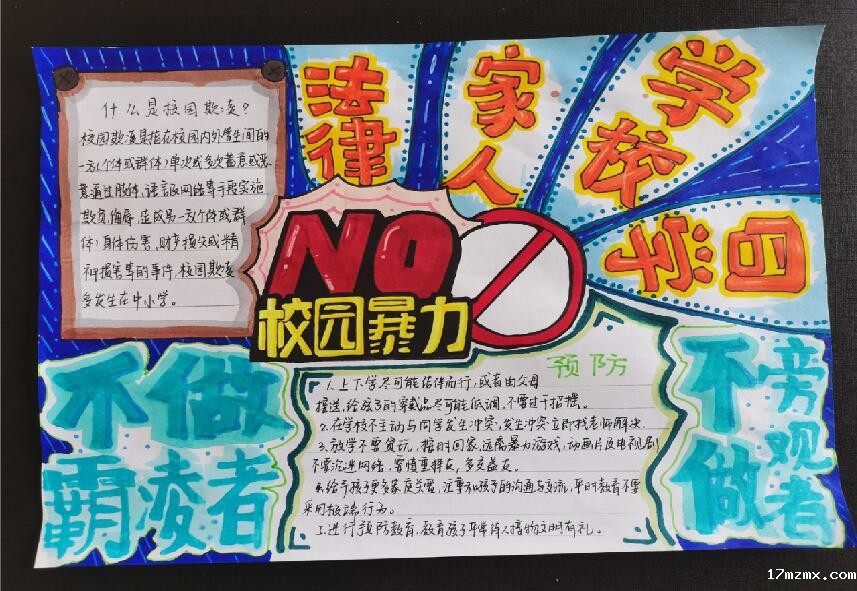 什么是校园欺凌?
校园欺凌是指在校园内外学生间的
一方(个体或群体)单次或多次蓄意或恶
意通过肢体、语言及网络等手段实施
欺负侮辱,造成另一方(个体或群
体)身体伤害,财产损失或精
神损害等的事件,校园欺凌
多发生在中小学。
法律
家人
学校
自学
NO
校园暴力
不做
霸凌者
预防
1.上下学尽可能结伴而行,或者由父母
接送,给孩子的穿戴品尽可能低调,不要过于招摇。
2.在学校不主动与同学发生冲突,发生冲突立即找老师解决
3.放学不要贪玩,按时回家,远离暴力游戏,动画片及电视剧
不要沉迷网络,要慎重择友,多交益友。
4.给予孩子更多家庭关爱,注重和孩子的沟通与交流,平时教育不要
采用极端行为。
5.进行预防教育,教育孩子平等待人接物文明有礼。
不做
旁观者
17mzmx.com